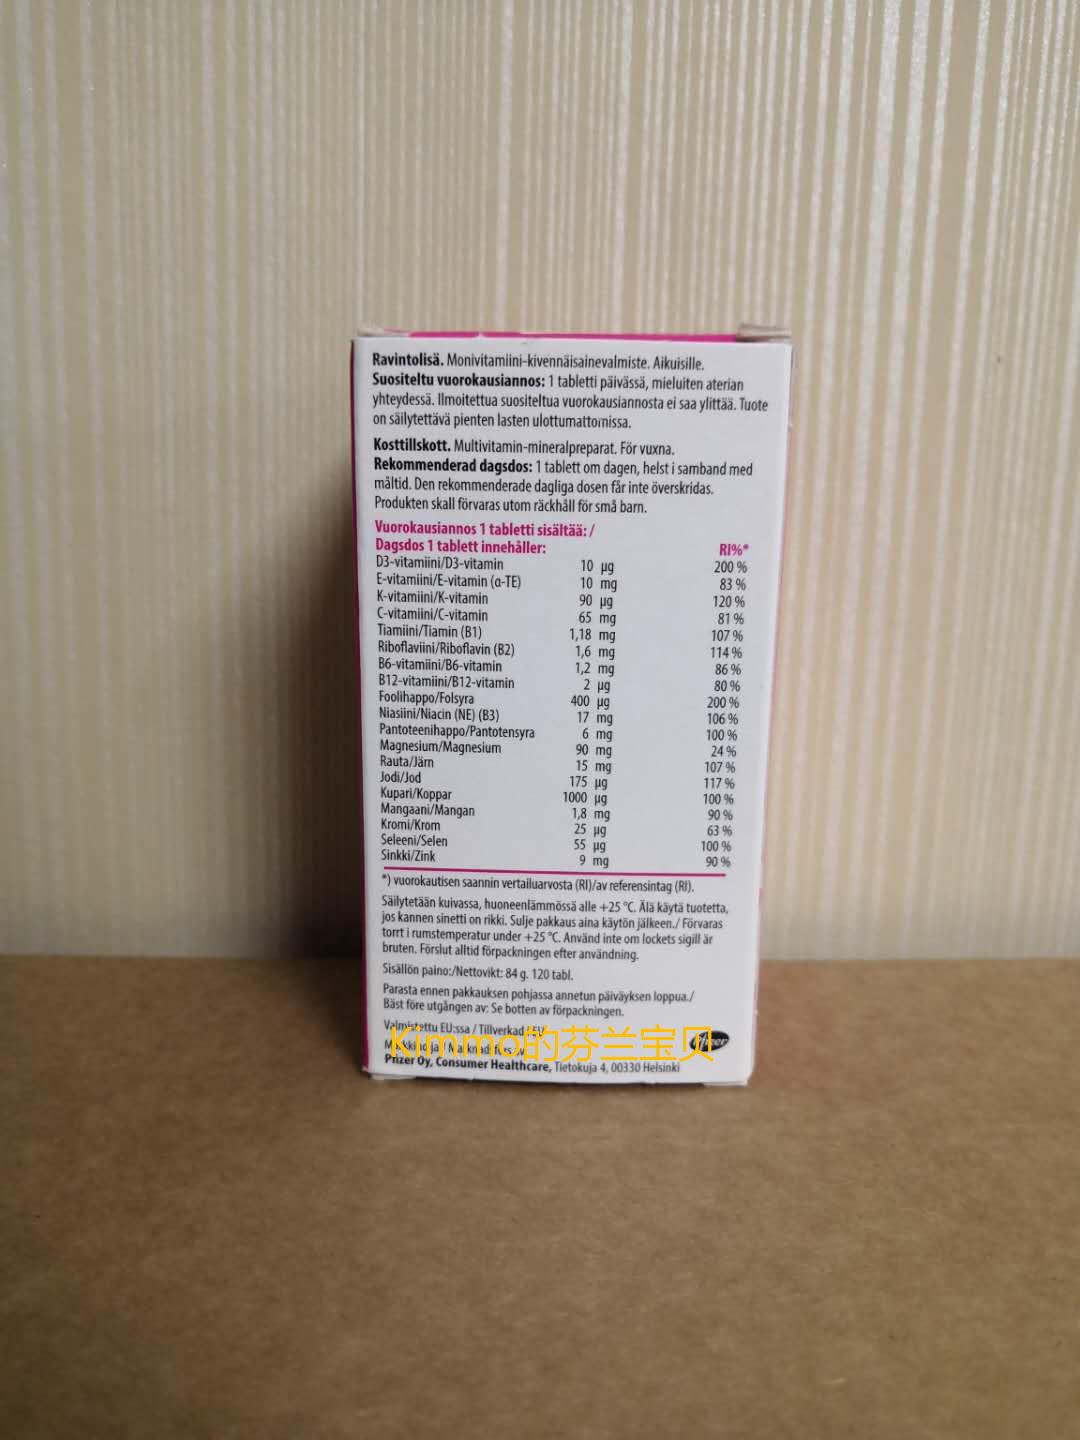 Ravintolisä. Monivitamiini-kivennäisainevalmiste. Aikuisille.
Suositeltu vuorokausiannos: 1 tabletti päivässä, mieluiten aterian
yhteydessä. Ilmoitettua suositeltua vuorokausiannosta ei saa ylittää. Tuote
on säilytettävä pienten lasten ulottumattomissa.
Kosttillskott. Multivitamin-mineralpreparat. För vuxna.
Rekommenderad dagsdos: 1 tablett om dagen, helst i samband med
måltid. Den rekommenderade dagliga dosen får inte överskridas.
Produkten skall förvaras utom räckhåll för små barn.
Vuorokausiannos 1 tabletti sisältää: /
Dagsdos 1 tablett innehåller: RI%*
D3-vitamiini/D3-vitamin 10 µg 200 %
E-vitamiini/E-vitamin (α-TE) 10 mg 83 %
K-vitamiini/K-vitamin 90 µg 120 %
C-vitamiini/C-vitamin 65 mg 81 %
Tiamiini/Tiamin (B1) 1,18 mg 107 %
Riboflaviini/Riboflavin (B2) 1,6 mg 114 %
B6-vitamiini/B6-vitamin 1,2 mg 86 %
B12-vitamiini/B12-vitamin 2 µg 80 %
Foolihappo/Folsyra 400 µg 200 %
Niasiini/Niacin (NE) (B3) 17 mg 106 %
Pantoteenihappo/Pantotensyra 6 mg 100 %
Magnesium/Magnesium 90 mg 24 %
Rauta/Järn 15 mg 107 %
Jodi/Jod 175 µg 117 %
Kupari/Koppar 1000 µg 100 %
Mangaani/Mangan 1,8 mg 90 %
Kromi/Krom 25 µg 63 %
Seleeni/Selen 55 µg 100 %
Sinkki/Zink 9 mg 90 %
*) vuorokautisen saannin vertailuarvosta (RI)/av referensintag (RI).
Säilytetään kuivassa, huoneenlämmössä alle +25 °C. Älä käytä tuotetta,
jos kannen sinetti on rikki. Sulje pakkaus aina käytön jälkeen./ Förvaras
torrt i rumstemperatur under +25 °C. Använd inte om lockets sigill är
bruten. Förslut alltid förpackningen efter användning.
Sisällön paino:/Nettovikt: 84 g. 120 tabl.
Parasta ennen pakkauksen pohjassa annetun päiväyksen loppua./
Bäst före utgången av: Se botten av förpackningen.
Valmistettu EU:ssa / Tillverkad
Kimmo的芬兰宝贝
Pfizer
Pfizer Oy, Consumer Healthcare, Tietokuja 4, 00330 Helsinki